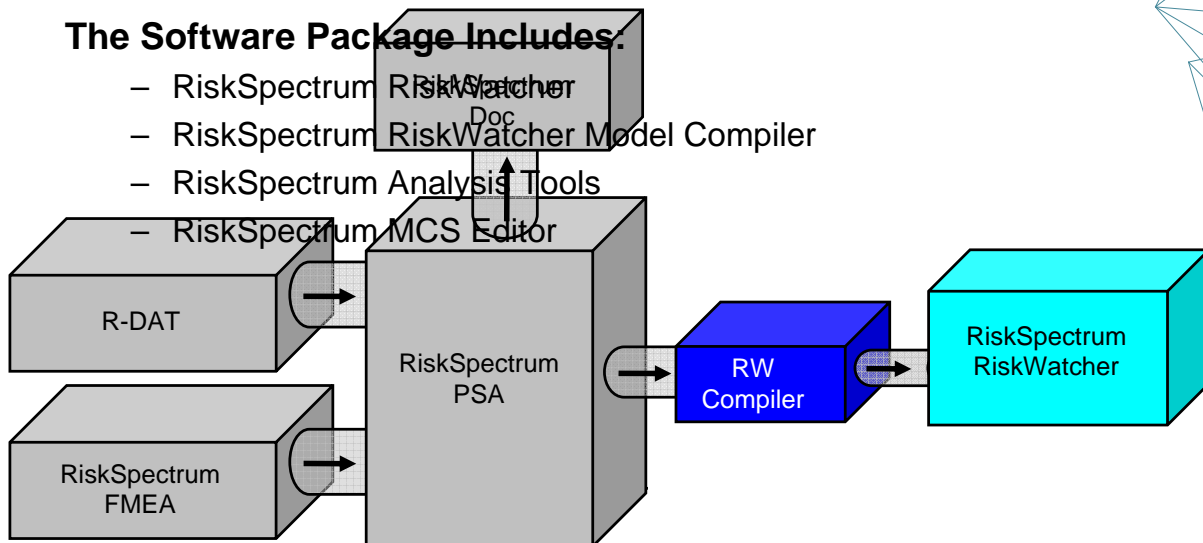 The Software Package Includes:
– RiskSpectrum RiskWatcher
– RiskSpectrum RiskWatcher Model Compiler
– RiskSpectrum Analysis Tools
– RiskSpectrum MCS Editor
RiskSpectrum
Doc
R-DAT
RiskSpectrum
FMEA
RiskSpectrum
PSA
RW
Compiler
RiskSpectrum
RiskWatcher